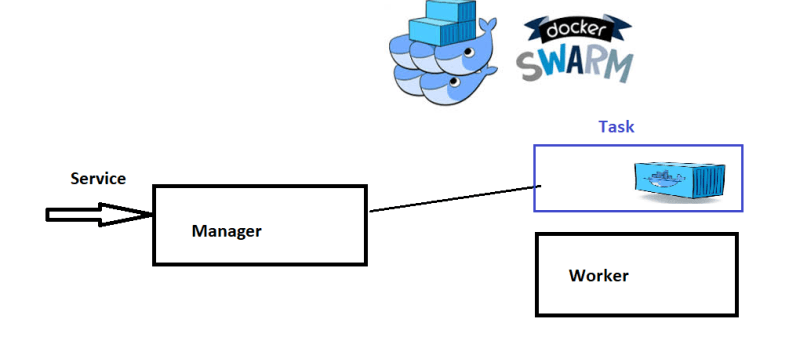 docker
SWARM
Task
Service
Manager
Worker